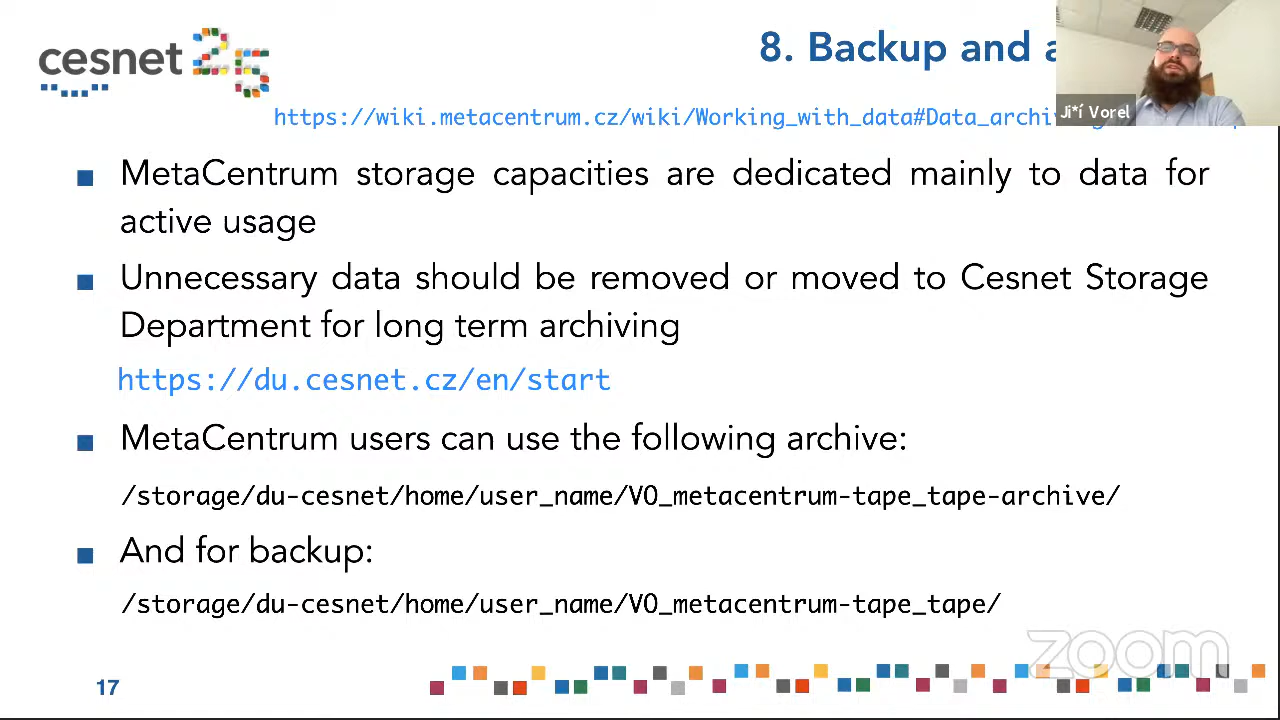 cesnet 25
8. Backup and a
Ji*í Vorel
https://wiki.metacentrum.cz/wiki/Working_with_data#Data_archi
MetaCentrum storage capacities are dedicated mainly to data for
active usage
Unnecessary data should be removed or moved to Cesnet Storage
Department for long term archiving
https://du.cesnet.cz/en/start
MetaCentrum users can use the following archive:
/storage/du-cesnet/home/user_name/VO_metacentrum-tape_tape-archive/
And for backup:
/storage/du-cesnet/home/user_name/VO_metacentrum-tape_tape/
zoom
17